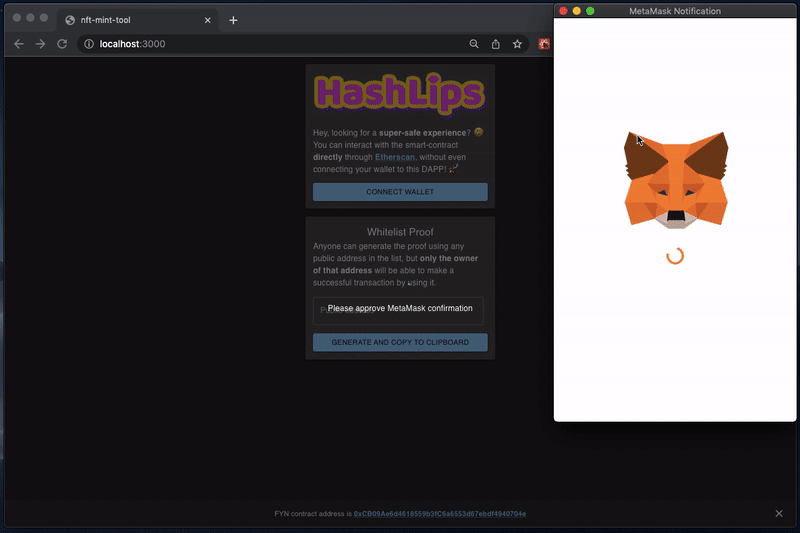 nft-mint-tool
MetaMask Notification
localhost:3000
HashLips
Hey, looking for a super-safe experience? 😄
You can interact with the smart-contract
directly through Etherscan, without even
connecting your wallet to this DAPP! 🚀
CONNECT WALLET
Whitelist Proof
Anyone can generate the proof using any
public address in the list, but only the owner
of that address will be able to make a
successful transaction by using it.
Please approve MetaMask confirmation
GENERATE AND COPY TO CLIPBOARD
FYN contract address is